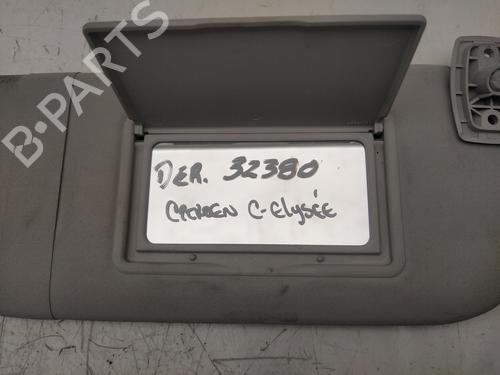 B-PARTS
DER. 32380
CITROEN C-ELYSÉE